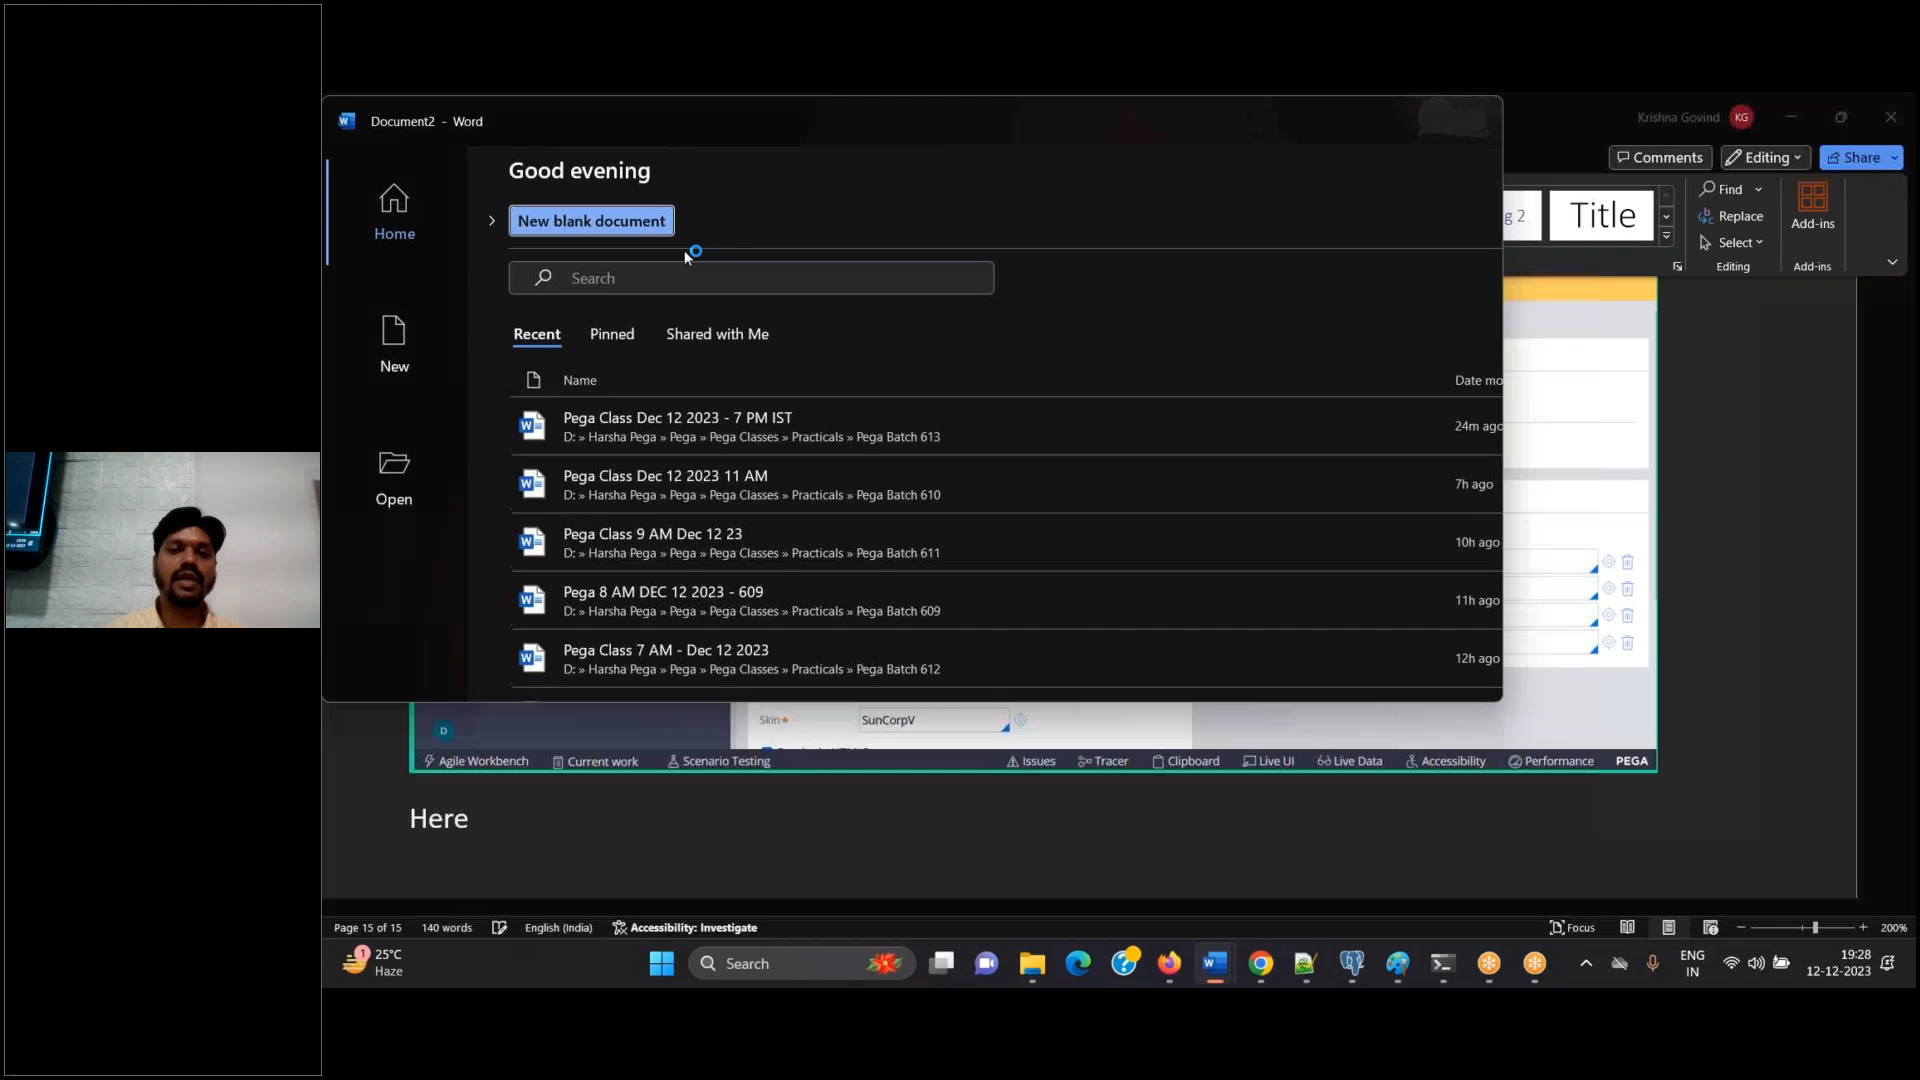 Document2 - Word
Krishna Govind KG
Good evening
Comments
Editing
Share
Home
New blank document
g 2
Title
Find
Replace
Select
Editing
Add-ins
Add-ins
Search
New
Recent
Pinned
Shared with Me
Name
Date mo
Pega Class Dec 12 2023 - 7 PM IST
D: » Harsha Pega » Pega » Pega Classes » Practicals » Pega Batch 613
24m ago
Pega Class Dec 12 2023 11 AM
D: » Harsha Pega » Pega » Pega Classes » Practicals » Pega Batch 610
7h ago
Open
Pega Class 9 AM Dec 12 23
D: » Harsha Pega » Pega » Pega Classes » Practicals » Pega Batch 611
10h ago
Pega 8 AM DEC 12 2023 - 609
D: » Harsha Pega » Pega » Pega Classes » Practicals » Pega Batch 609
11h ago
Pega Class 7 AM - Dec 12 2023
D: » Harsha Pega » Pega » Pega Classes » Practicals » Pega Batch 612
12h ago
Skin*
SunCorpV
D
Agile Workbench
Current work
Scenario Testing
Issues
Tracer
Clipboard
Live UI
Live Data
Accessibility
Performance
PEGA
Here
Page 15 of 15
140 words
English (India)
Accessibility: Investigate
Focus
200%
1
25°C
Haze
Search
ENG
IN
19:28
12-12-2023